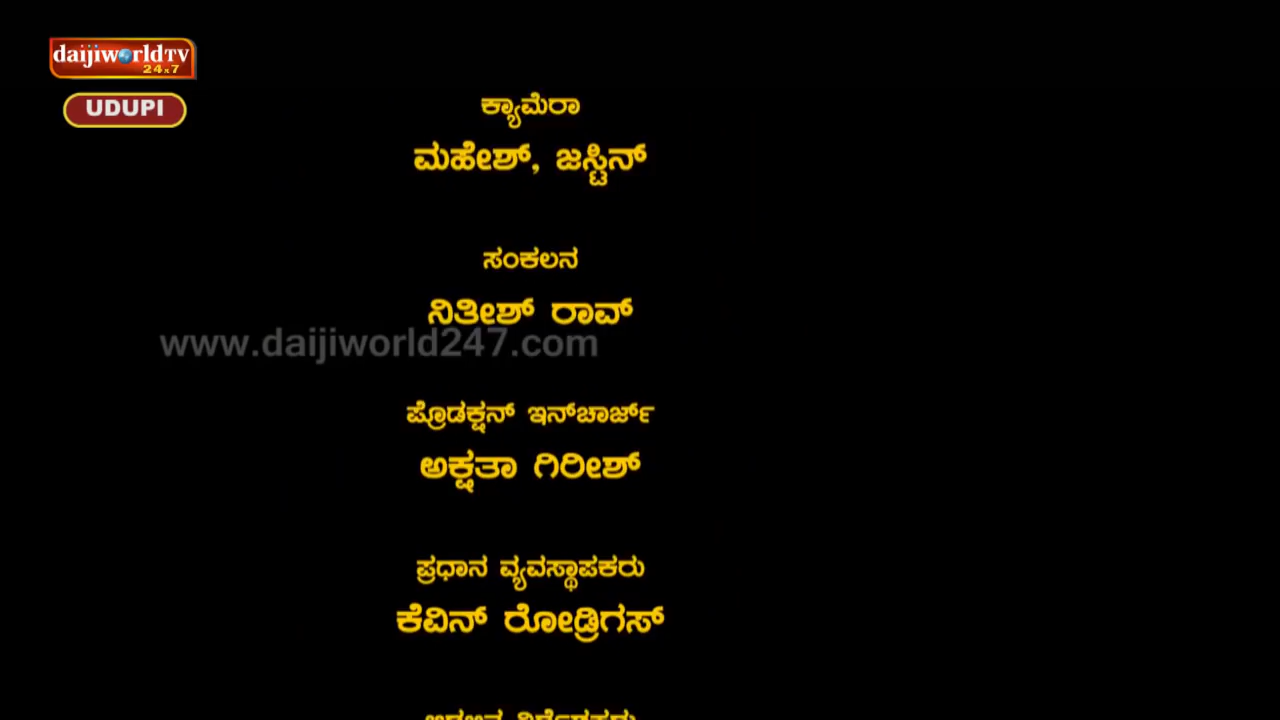 daijiworldTV
24x7
UDUPI
ಕ್ಯಾಮೆರಾ
ಮಹೇಶ್, ಜಸ್ಟಿನ್
ಸಂಕಲನ
ನಿತೀಶ್ ರಾವ್
www.daijiworld247.com
ಪ್ರೊಡಕ್ಷನ್ ಇನ್‌ಚಾರ್ಜ್
ಅಕ್ಷತಾ ಗಿರೀಶ್
ಪ್ರಧಾನ ವ್ಯವಸ್ಥಾಪಕರು
ಕೆವಿನ್ ರೋಡ್ರಿಗಸ್